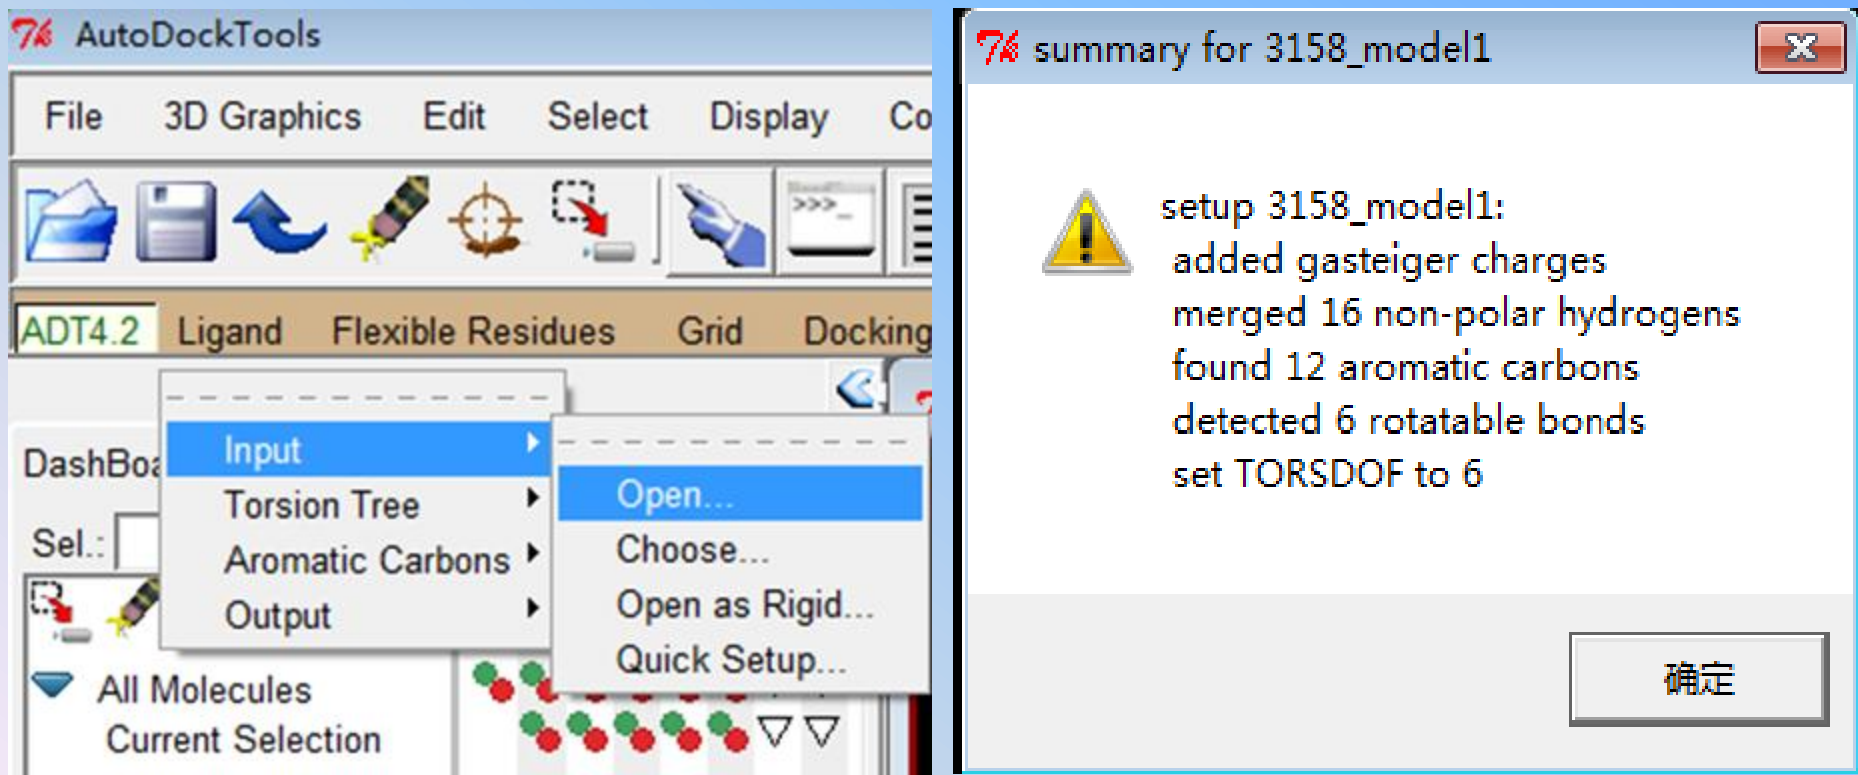 AutoDockTools
File 3D Graphics Edit Select Display Co
>>>_
ADT4.2 Ligand Flexible Residues Grid Docking
Input
Torsion Tree
Aromatic Carbons
Output
Open...
Choose...
Open as Rigid...
Quick Setup...
DashBoa
Sel.:
All Molecules
Current Selection
summary for 3158_model1
setup 3158_model1:
added gasteiger charges
merged 16 non-polar hydrogens
found 12 aromatic carbons
detected 6 rotatable bonds
set TORSDOF to 6
确定